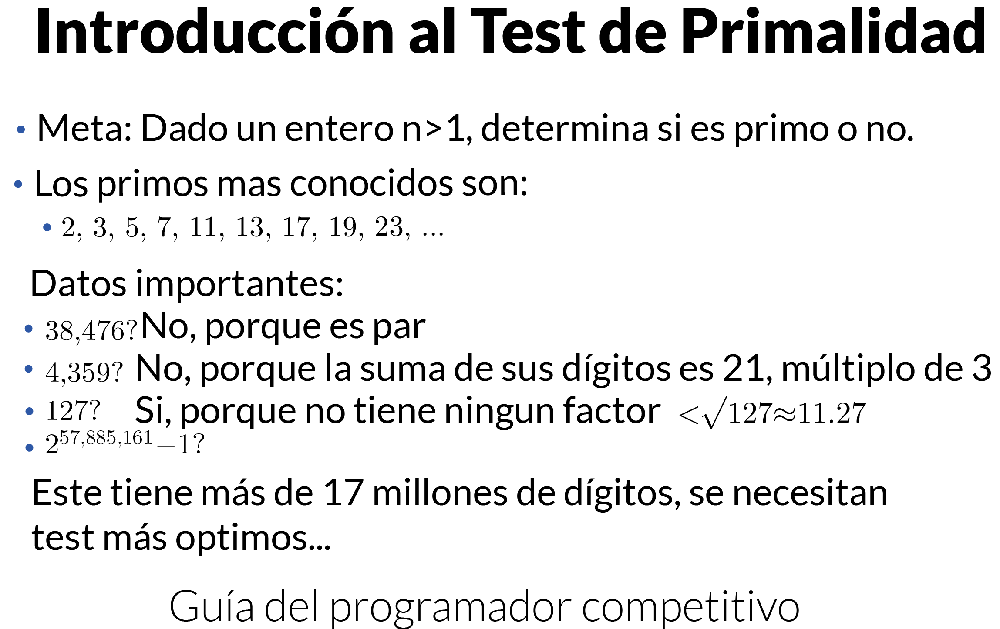 Introducción al Test de Primalidad
• Meta: Dado un entero n>1, determina si es primo o no.
• Los primos mas conocidos son:
• 2, 3, 5, 7, 11, 13, 17, 19, 23, ...
Datos importantes:
• 38,476? No, porque es par
• 4,359? No, porque la suma de sus dígitos es 21, múltiplo de 3
• 127? Si, porque no tiene ningun factor <√127≈11.27
• 2^57,885,161−1?
Este tiene más de 17 millones de dígitos, se necesitan
test más optimos...
Guía del programador competitivo